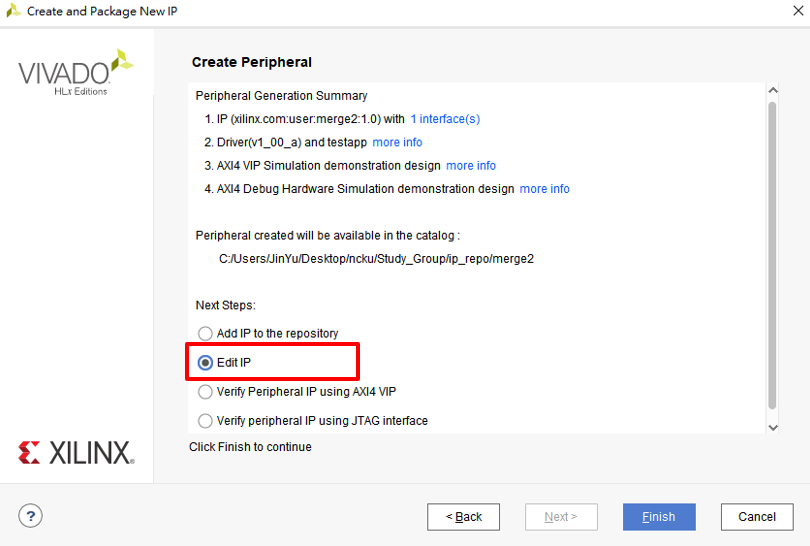 Create and Package New IP
VIVADO
HLx Editions
Create Peripheral
Peripheral Generation Summary
1. IP (xilinx.com:user:merge2:1.0) with 1 interface(s)
2. Driver(v1_00_a) and testapp more info
3. AXI4 VIP Simulation demonstration design more info
4. AXI4 Debug Hardware Simulation demonstration design more info
Peripheral created will be available in the catalog :
C:/Users/JinYu/Desktop/ncku/Study_Group/ip_repo/merge2
Next Steps:
Add IP to the repository
Edit IP
Verify Peripheral IP using AXI4 VIP
Verify peripheral IP using JTAG interface
Click Finish to continue
XILINX®
? < Back Next > Finish Cancel